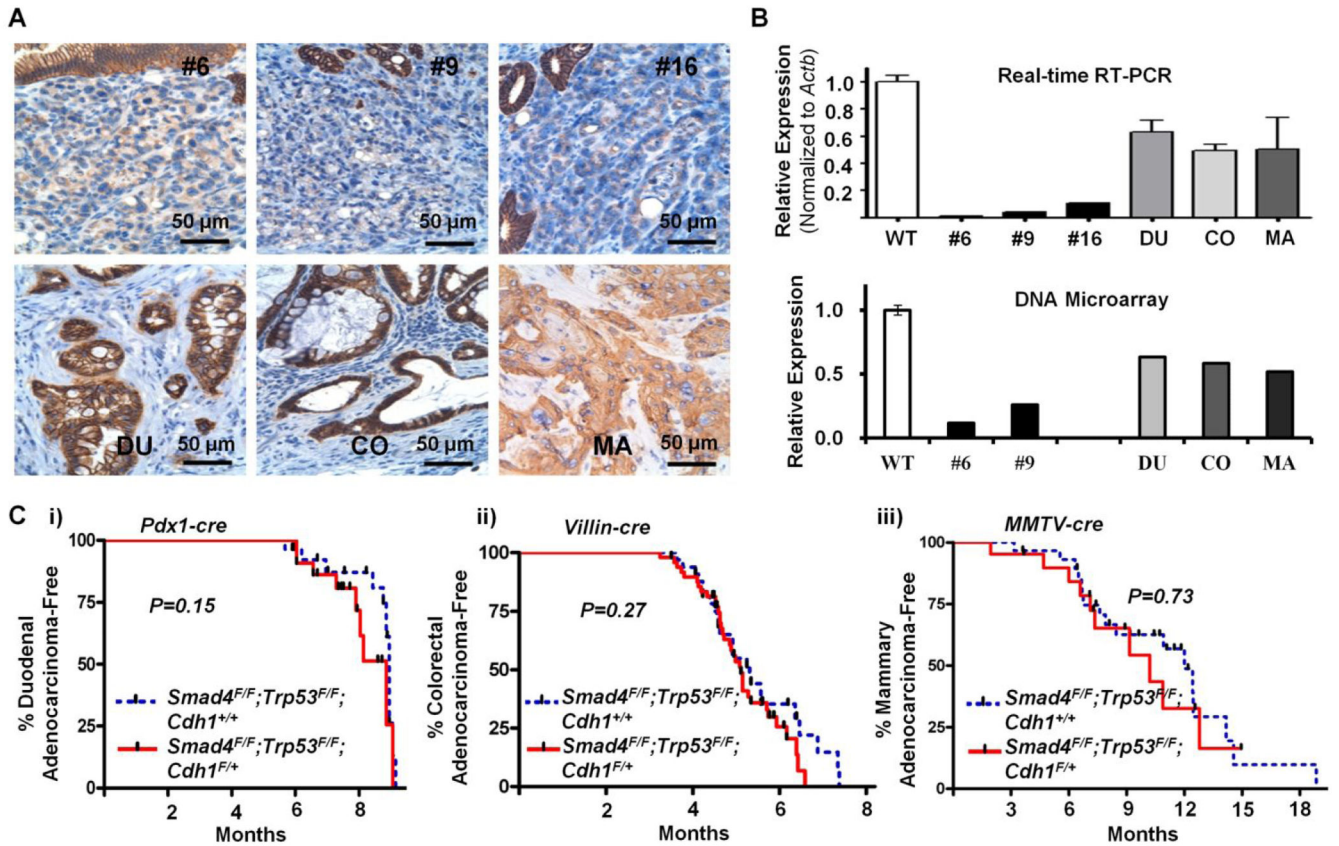 A
#6
#9
#16
50 µm
50 µm
50 µm
DU
CO
MA
50 µm
50 µm
50 µm
B
Real-time RT-PCR
Relative Expression
(Normalized to Actb)
1.0
0.8
0.6
0.4
0.2
WT #6 #9 #16 DU CO MA
DNA Microarray
Relative Expression
1.0
0.5
0.0
WT #6 #9 DU CO MA
C i)
Pdx1-cre
% Duodenal
Adenocarcinoma-Free
100
75
50
25
0
P=0.15
Smad4F/F;Trp53F/F;
Cdh1+/+
Smad4F/F;Trp53F/F;
Cdh1F/+
2 4 6 8
Months
ii)
Villin-cre
% Colorectal
Adenocarcinoma-Free
100
75
50
25
0
P=0.27
Smad4F/F;Trp53F/F;
Cdh1+/+
Smad4F/F;Trp53F/F;
Cdh1F/+
2 4 6 8
Months
iii)
MMTV-cre
% Mammary
Adenocarcinoma-Free
100
75
50
25
0
P=0.73
Smad4F/F;Trp53F/F;
Cdh1+/+
Smad4F/F;Trp53F/F;
Cdh1F/+
3 6 9 12 15 18
Months